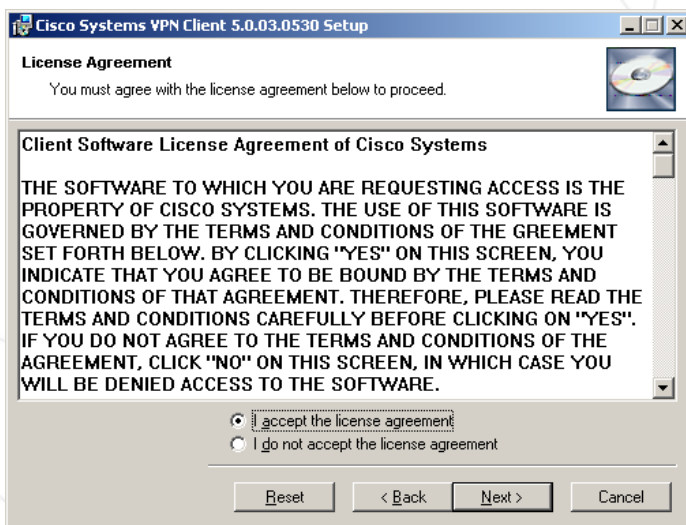 Cisco Systems VPN Client 5.0.03.0530 Setup
License Agreement
You must agree with the license agreement below to proceed.
Client Software License Agreement of Cisco Systems
THE SOFTWARE TO WHICH YOU ARE REQUESTING ACCESS IS THE
PROPERTY OF CISCO SYSTEMS. THE USE OF THIS SOFTWARE IS
GOVERNED BY THE TERMS AND CONDITIONS OF THE GREEMENT
SET FORTH BELOW. BY CLICKING "YES" ON THIS SCREEN, YOU
INDICATE THAT YOU AGREE TO BE BOUND BY THE TERMS AND
CONDITIONS OF THAT AGREEMENT. THEREFORE, PLEASE READ THE
TERMS AND CONDITIONS CAREFULLY BEFORE CLICKING ON "YES".
IF YOU DO NOT AGREE TO THE TERMS AND CONDITIONS OF THE
AGREEMENT, CLICK "NO" ON THIS SCREEN, IN WHICH CASE YOU
WILL BE DENIED ACCESS TO THE SOFTWARE.
I accept the license agreement
I do not accept the license agreement
Reset < Back Next > Cancel